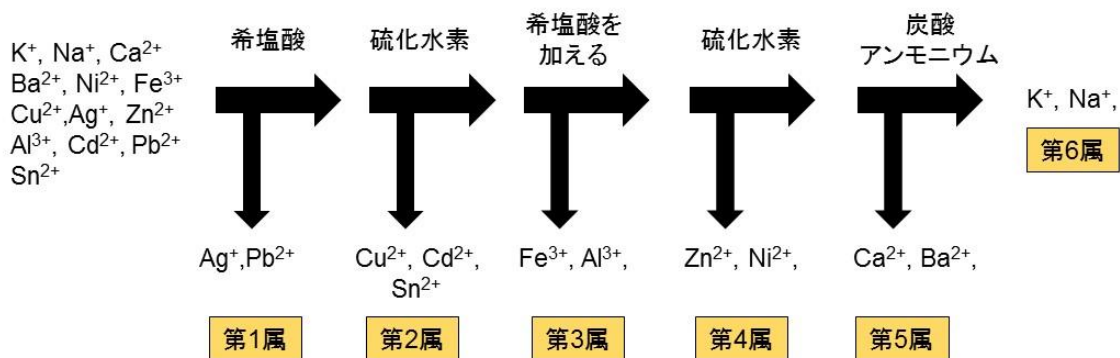 K⁺, Na⁺, Ca²⁺
Ba²⁺, Ni²⁺, Fe³⁺
Cu²⁺,Ag⁺, Zn²⁺
Al³⁺, Cd²⁺, Pb²⁺
Sn²⁺
希塩酸
硫化水素
希塩酸を
加える
硫化水素
炭酸
アンモニウム
K⁺, Na⁺,
第6属
Ag⁺,Pb²⁺
第1属
Cu²⁺, Cd²⁺,
Sn²⁺
第2属
Fe³⁺, Al³⁺,
第3属
Zn²⁺, Ni²⁺,
第4属
Ca²⁺, Ba²⁺,
第5属